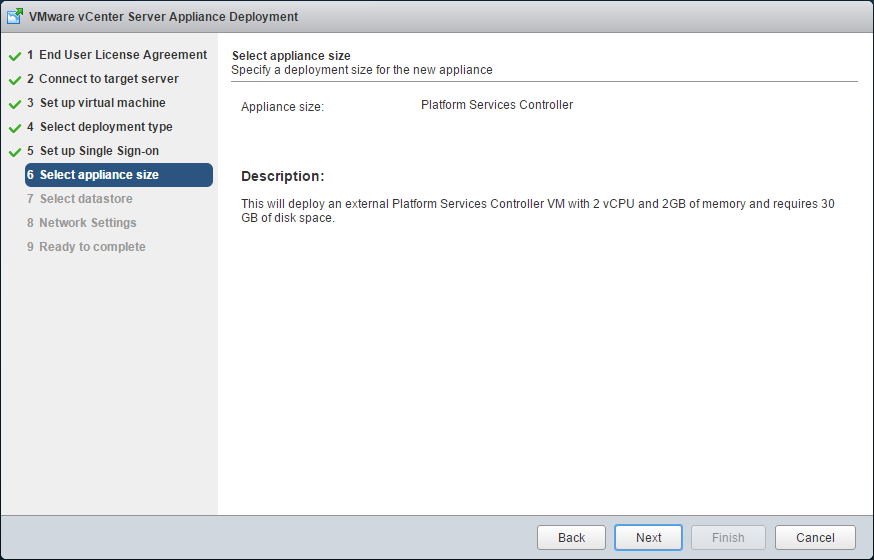 VMware vCenter Server Appliance Deployment
1 End User License Agreement
2 Connect to target server
3 Set up virtual machine
4 Select deployment type
5 Set up Single Sign-on
6 Select appliance size
7 Select datastore
8 Network Settings
9 Ready to complete
Select appliance size
Specify a deployment size for the new appliance
Appliance size: Platform Services Controller
Description:
This will deploy an external Platform Services Controller VM with 2 vCPU and 2GB of memory and requires 30
GB of disk space.
Back Next Finish Cancel